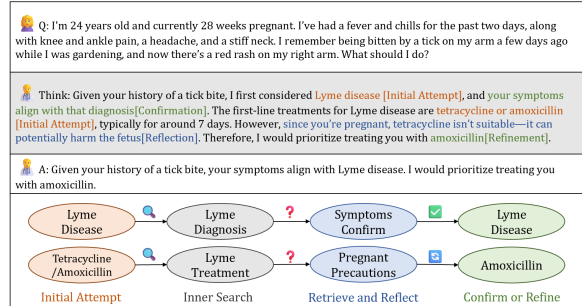 Q: I'm 24 years old and currently 28 weeks pregnant. I've had a fever and chills for the past two days, along
with knee and ankle pain, a headache, and a stiff neck. I remember being bitten by a tick on my arm a few days ago
while I was gardening, and now there's a red rash on my right arm. What should I do?
Think: Given your history of a tick bite, I first considered Lyme disease [Initial Attempt], and your symptoms
align with that diagnosis[Confirmation]. The first-line treatments for Lyme disease are tetracycline or amoxicillin
[Initial Attempt], typically for around 7 days. However, since you're pregnant, tetracycline isn't suitable—it can
potentially harm the fetus[Reflection]. Therefore, I would prioritize treating you with amoxicillin[Refinement].
A: Given your history of a tick bite, your symptoms align with Lyme disease. I would prioritize treating you
with amoxicillin.
Lyme Disease
Lyme Diagnosis
Symptoms Confirm
Lyme Disease
Tetracycline /Amoxicillin
Lyme Treatment
Pregnant Precautions
Amoxicillin
Initial Attempt
Inner Search
Retrieve and Reflect
Confirm or Refine